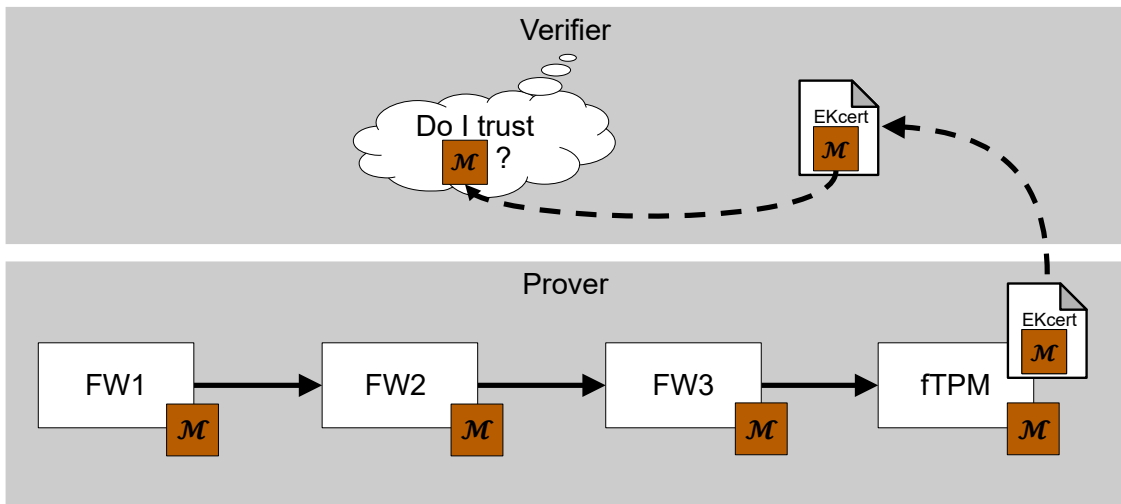 Verifier
Do I trust
ℳ ?
EKcert
ℳ
Prover
EKcert
ℳ
FW1
ℳ
FW2
ℳ
FW3
ℳ
fTPM
ℳ